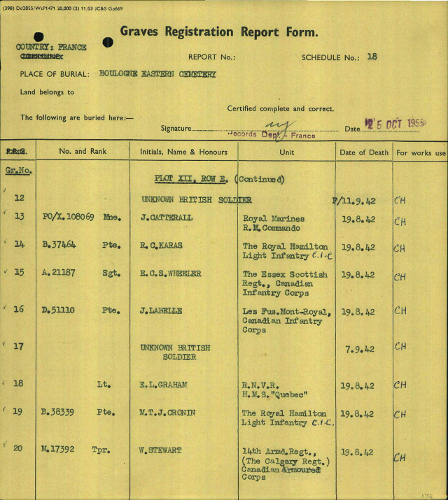 Graves Registration Report Form.
COUNTRY: FRANCE
REPORT No.: SCHEDULE No.: 18
PLACE OF BURIAL: BOULOGNE EASTERN CEMETERY
Land belongs to
Certified complete and correct.
The following are buried here:—
Signature Date 25 OCT 1955
Records Dept. France
No. and Rank Initials, Name & Honours Unit Date of Death For works use
Gr.No.
PLOT XII. ROW E. (Continued)
12 UNKNOWN BRITISH SOLDIER F/11.9.42 CH
13 PO/X.108069 Mne. J.CATTERALL Royal Marines 19.8.42 CH
R.M.Commando
14 B.37464 Pte. R.C.KARAS The Royal Hamilton 19.8.42 CH
Light Infantry C.I.C
15 A.21187 Sgt. E.C.S.WHEELER The Essex Scottish 19.8.42 CH
Regt., Canadian
Infantry Corps
16 D.51110 Pte. J.LABELLE Les Fus.Mont-Royal, 19.8.42 CH
Canadian Infantry
Corps
17 UNKNOWN BRITISH 7.9.42 CH
SOLDIER
18 Lt. E.L.GRAHAM R.N.V.R. 19.8.42 CH
H.M.S."Quebec"
19 B.38339 Pte. M.T.J.CRONIN The Royal Hamilton 19.8.42 CH
Light Infantry C.I.C.
20 M.17392 Tpr. W.STEWART 14th Armd.Regt., 19.8.42 CH
(The Calgary Regt.)
Canadian Armoured
Corps